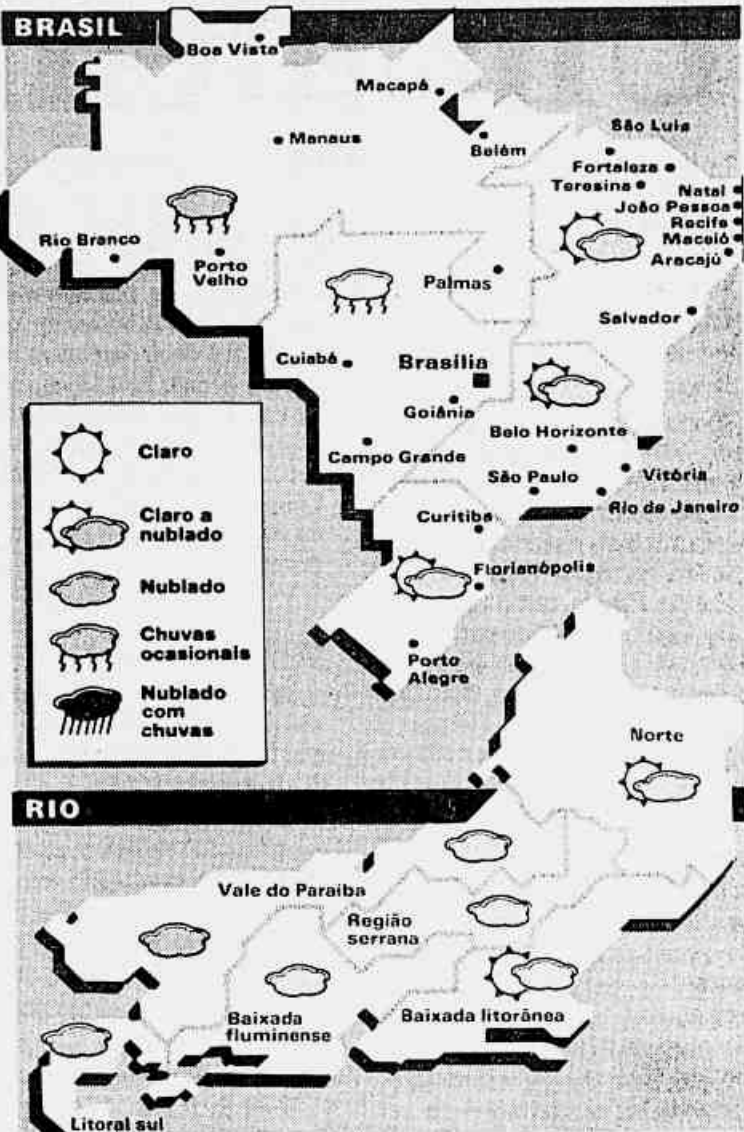 BRASIL
Boa Vista
Macapá
Manaus
Belém
São Luis
Fortaleza
Teresina
Natal
João Pessoa
Recife
Maceió
Aracajú
Rio Branco
Porto
Velho
Palmas
Salvador
Cuiabá
Brasília
Goiânia
Belo Horizonte
Campo Grande
São Paulo
Vitória
Rio de Janeiro
Curitiba
Florianópolis
Porto
Alegre
Claro
Claro a
nublado
Nublado
Chuvas
ocasionais
Nublado
com
chuvas
RIO
Norte
Vale do Paraiba
Região
serrana
Baixada
fluminense
Baixada litorânea
Litoral sul